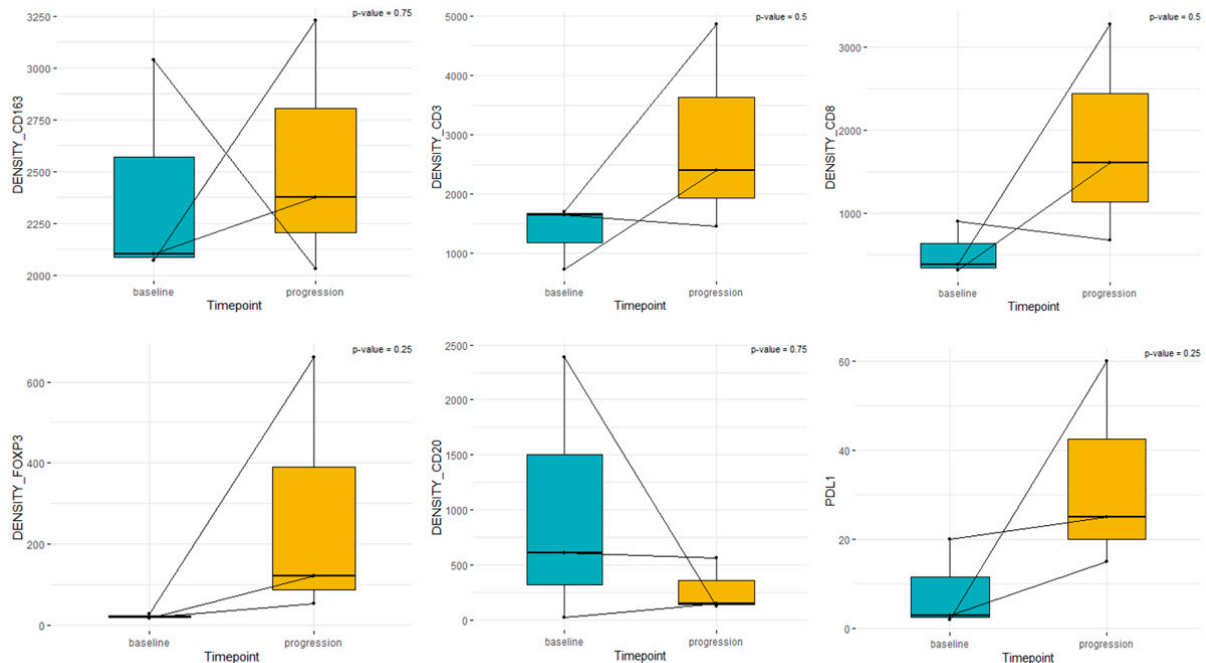 p-value = 0.75
DENSITY_CD163
3250
3000
2750
2500
2250
2000
baseline
progression
Timepoint
p-value = 0.5
DENSITY_CD3
5000
4000
3000
2000
1000
baseline
progression
Timepoint
p-value = 0.5
DENSITY_CD8
3000
2000
1000
baseline
progression
Timepoint
p-value = 0.25
DENSITY_FOXP3
600
400
200
0
baseline
progression
Timepoint
p-value = 0.75
DENSITY_CD20
2500
2000
1500
1000
500
0
baseline
progression
Timepoint
p-value = 0.25
PDL1
60
40
20
0
baseline
progression
Timepoint